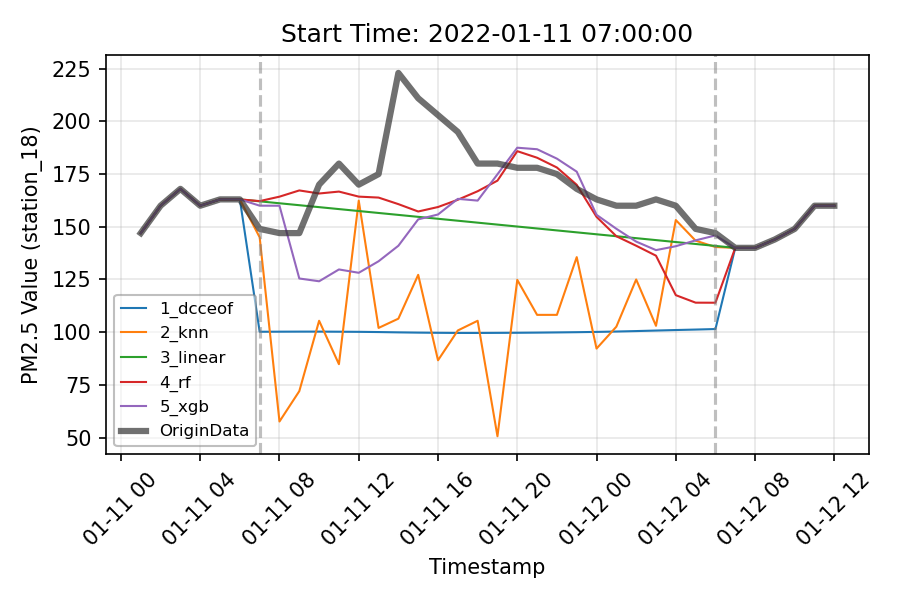 Start Time: 2022-01-11 07:00:00
PM2.5 Value (station_18)
225
200
175
150
125
100
75
50
1_dcceof
2_knn
3_linear
4_rf
5_xgb
OriginData
01-11 00
01-11 04
01-11 08
01-11 12
01-11 16
01-11 20
01-12 00
01-12 04
01-12 08
01-12 12
Timestamp